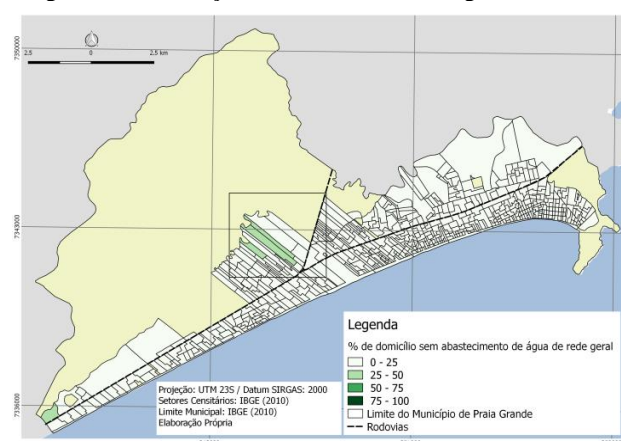 2.5 0 2.5 km
7350000
7343000
7136000
Legenda
% de domicílio sem abastecimento de água de rede geral
0 - 25
25 - 50
50 - 75
75 - 100
Limite do Município de Praia Grande
Rodovias
Projeção: UTM 23S / Datum SIRGAS: 2000
Setores Censitários: IBGE (2010)
Limite Municipal: IBGE (2010)
Elaboração Própria